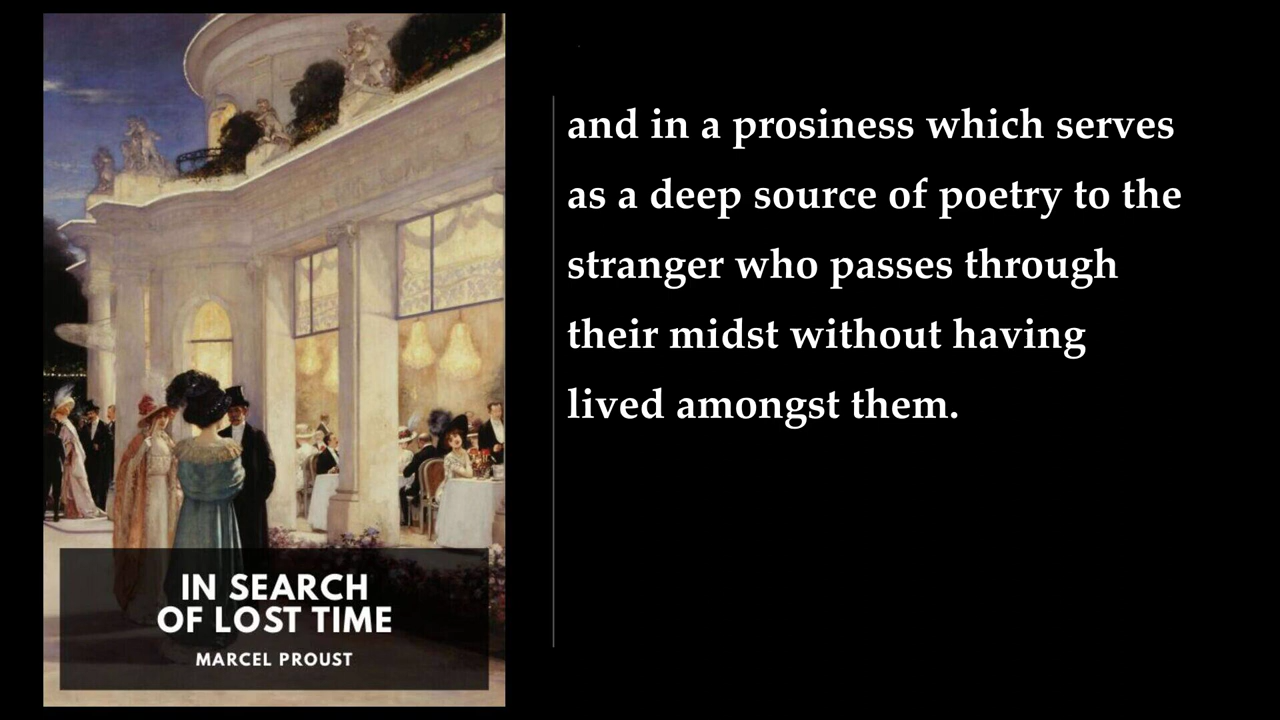 and in a prosiness which serves
as a deep source of poetry to the
stranger who passes through
their midst without having
lived amongst them.
IN SEARCH
OF LOST TIME
MARCEL PROUST